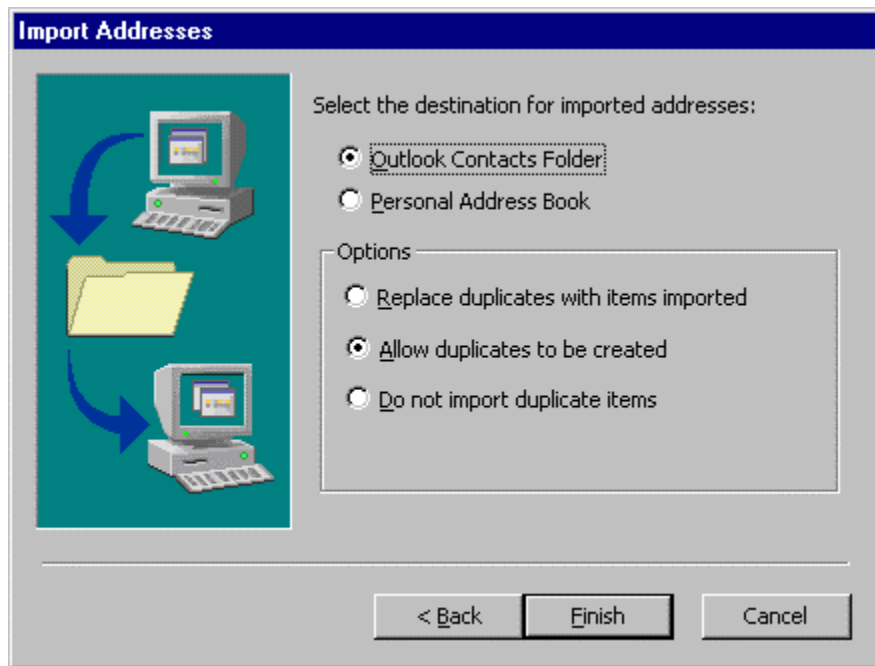 Import Addresses
Select the destination for imported addresses:
Outlook Contacts Folder
Personal Address Book
Options
Replace duplicates with items imported
Allow duplicates to be created
Do not import duplicate items
< Back
Finish
Cancel